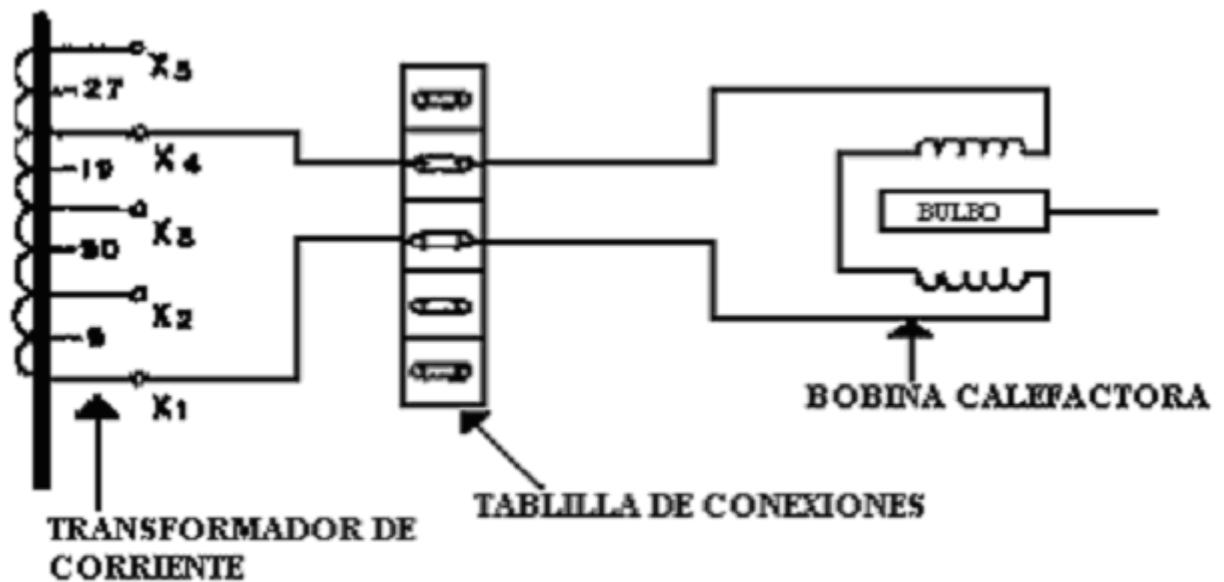 X5
27
X4
19
X3
30
X2
9
X1
BULBO
BOBINA CALEFACTORA
TABLILLA DE CONEXIONES
TRANSFORMADOR DE
CORRIENTE